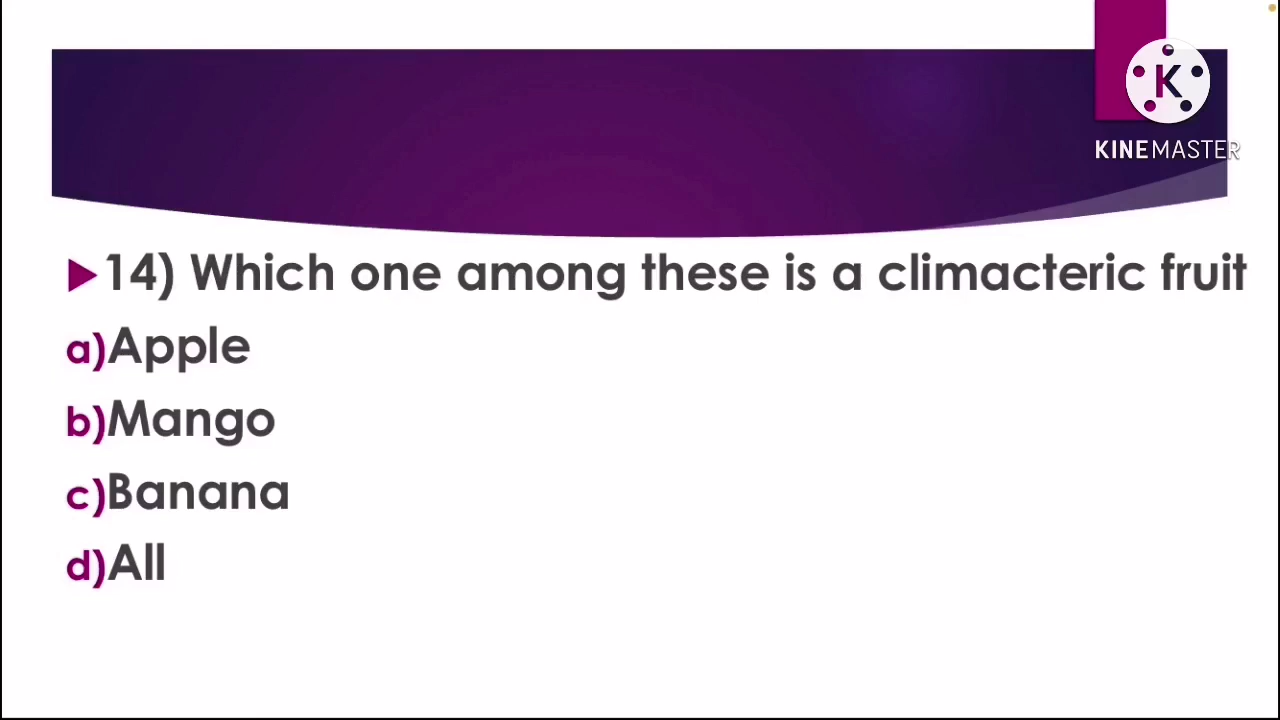 K
KINEMASTER
14) Which one among these is a climacteric fruit
a)Apple
b)Mango
c)Banana
d)All